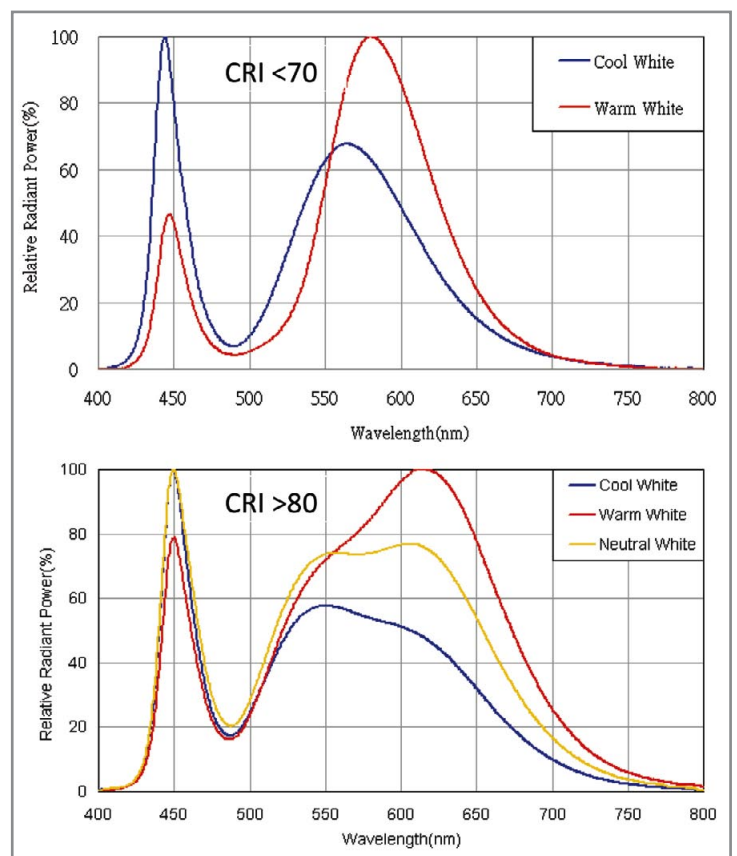 CRI <70
Cool White
Warm White
Relative Radiant Power(%)
100
80
60
40
20
0
400 450 500 550 600 650 700 750 800
Wavelength(nm)
CRI >80
Cool White
Warm White
Neutral White
Relative Radiant Power(%)
100
80
60
40
20
0
400 450 500 550 600 650 700 750 800
Wavelength(nm)